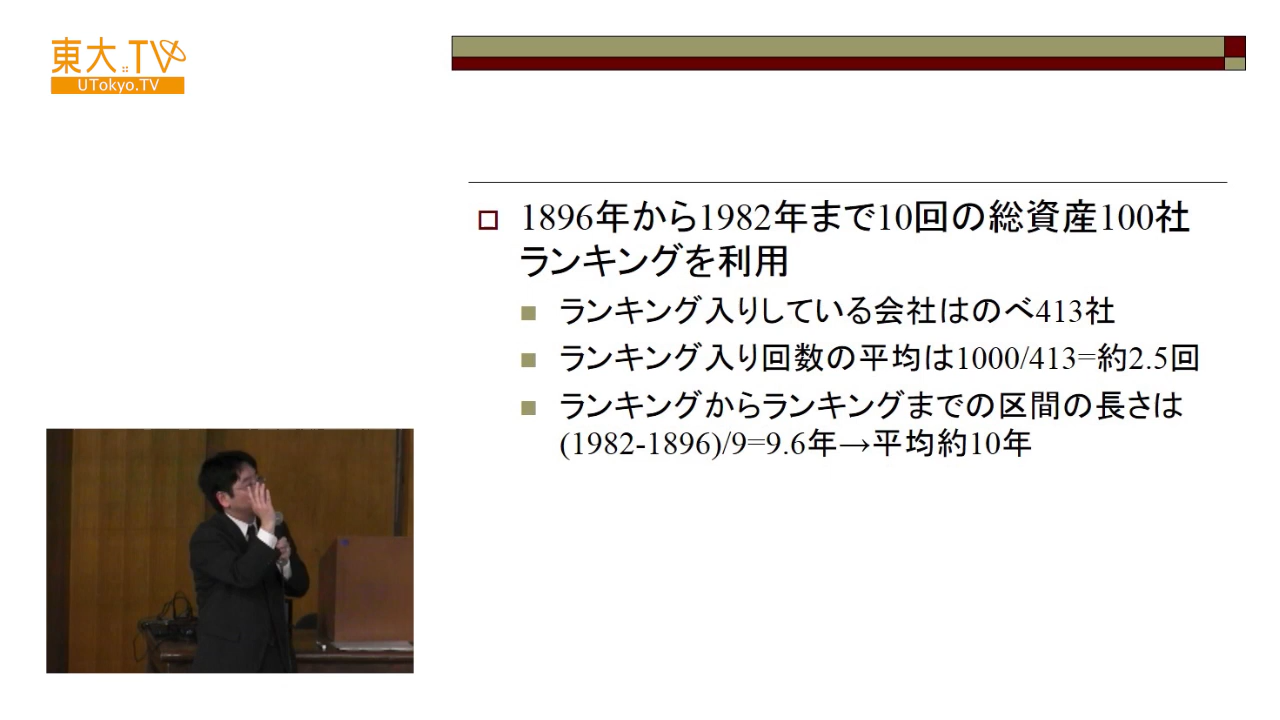 東大.TV
UTokyo.TV
1896年から1982年まで10回の総資産100社
ランキングを利用
ランキング入りしている会社はのべ413社
ランキング入り回数の平均は1000/413=約2.5回
ランキングからランキングまでの区間の長さは
(1982-1896)/9=9.6年→平均約10年